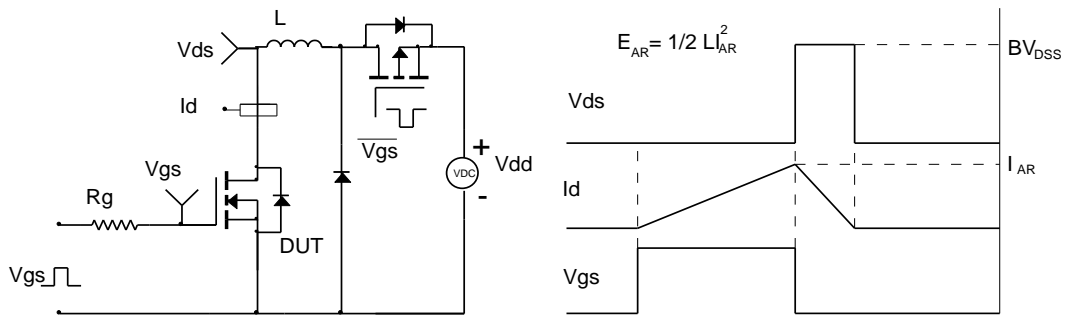 L
Vds
Id
Vgs
Vgs
+
VDC
Vdd
-
Rg
DUT
Vgs
E_AR = 1/2 LI_AR^2
BV_DSS
Vds
I_AR
Id
Vgs